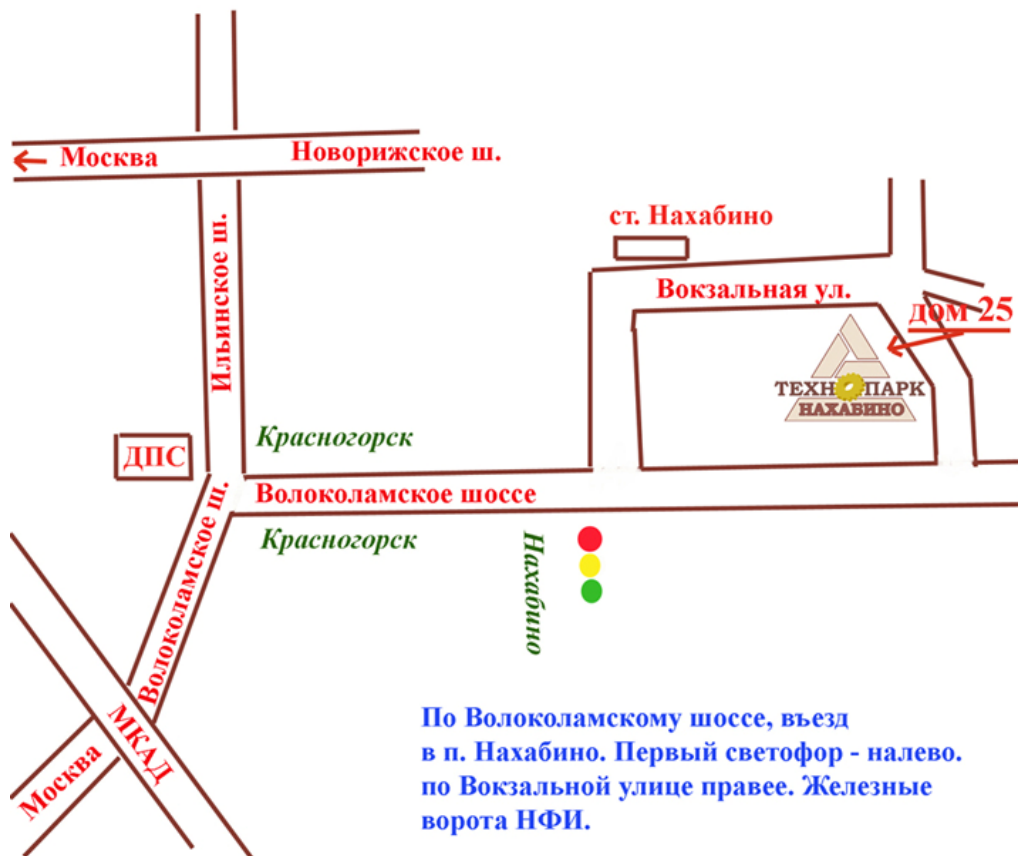 Москва
Новорижское ш.
Ильинское ш.
ст. Нахабино
Вокзальная ул.
дом 25
ТЕХНОПАРК
НАХАБИНО
Красногорск
ДПС
Волоколамское шоссе
Волоколамское ш.
Красногорск
Нахабино
МКАД
Москва
По Волоколамскому шоссе, въезд
в п. Нахабино. Первый светофор - налево.
по Вокзальной улице правее. Железные
ворота НФИ.